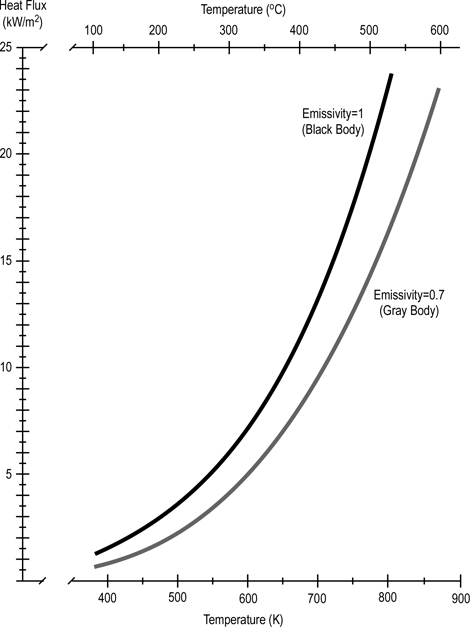 Heat Flux
(kW/m²)
Temperature (ºC)
100 200 300 400 500 600
25
20
15
10
5
Emissivity=1
(Black Body)
Emissivity=0.7
(Gray Body)
400 500 600 700 800 900
Temperature (K)